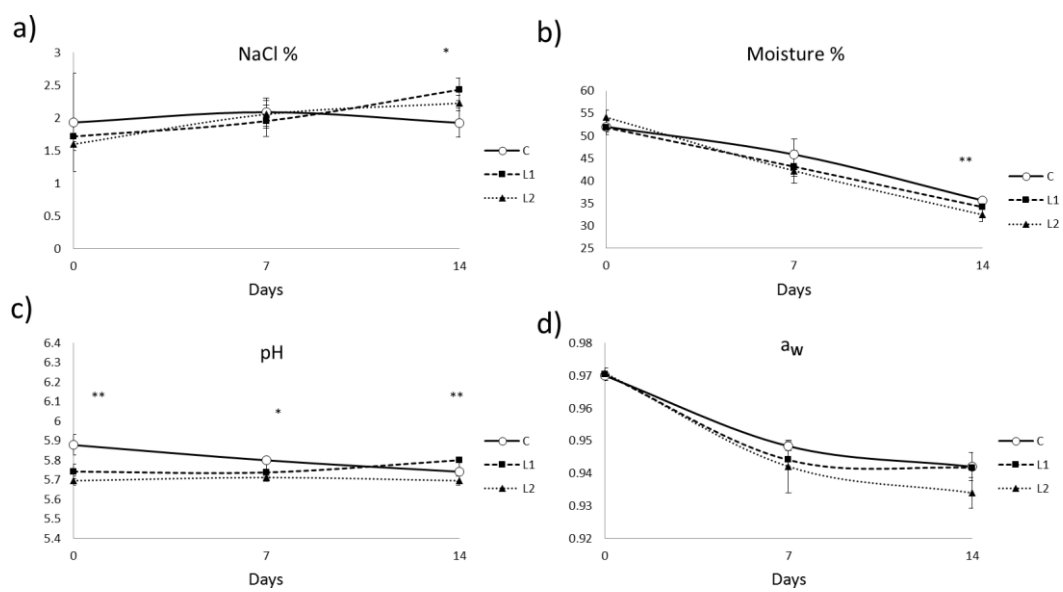 a)
NaCl %
*
3
2.5
2
1.5
1
0.5
0
0
7
14
Days
C
L1
L2
b)
Moisture %
**
60
55
50
45
40
35
30
25
0
7
14
Days
C
L1
L2
c)
pH
**
*
**
6.4
6.3
6.2
6.1
6
5.9
5.8
5.7
5.6
5.5
5.4
0
7
14
Days
C
L1
L2
d)
aw
0.98
0.97
0.96
0.95
0.94
0.93
0.92
0
7
14
Days
C
L1
L2